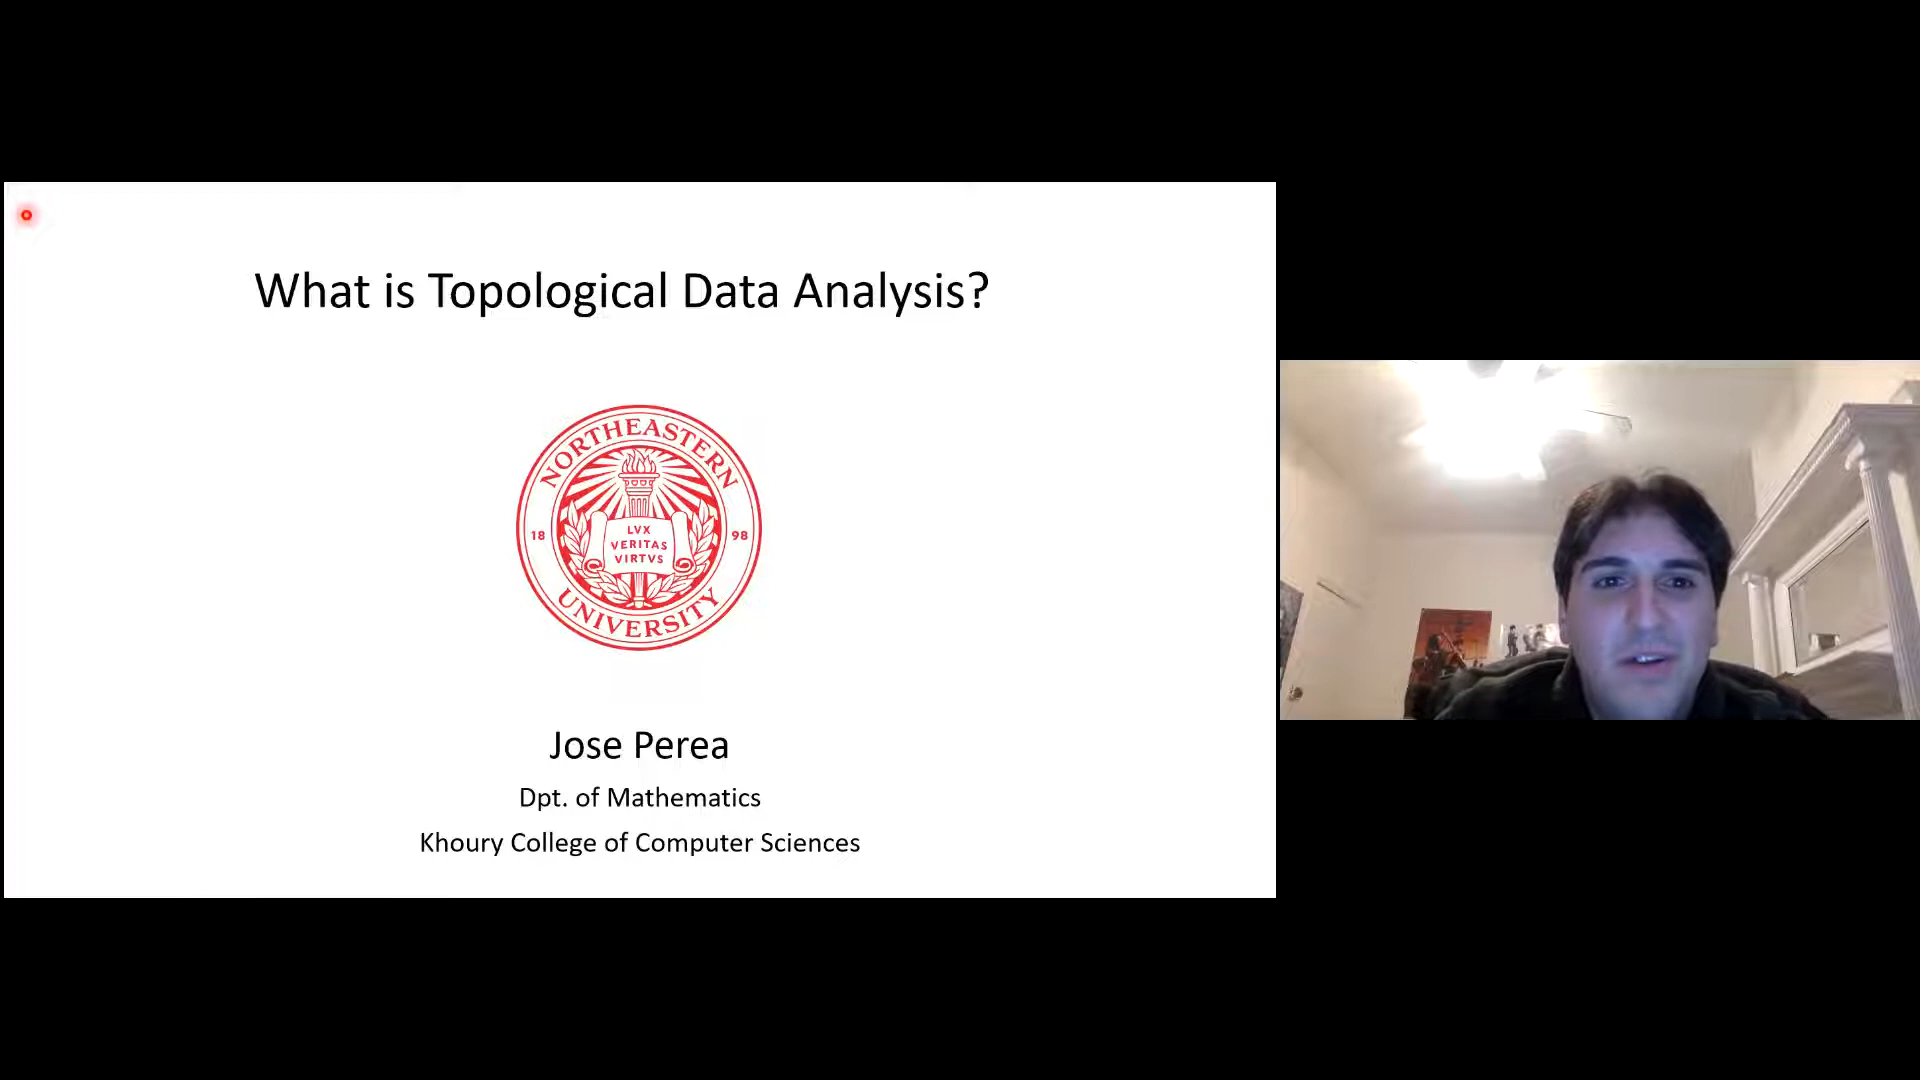 What is Topological Data Analysis?
NORTHEASTERN
18
98
LVX
VERITAS
VIRTVS
UNIVERSITY
Jose Perea
Dpt. of Mathematics
Khoury College of Computer Sciences